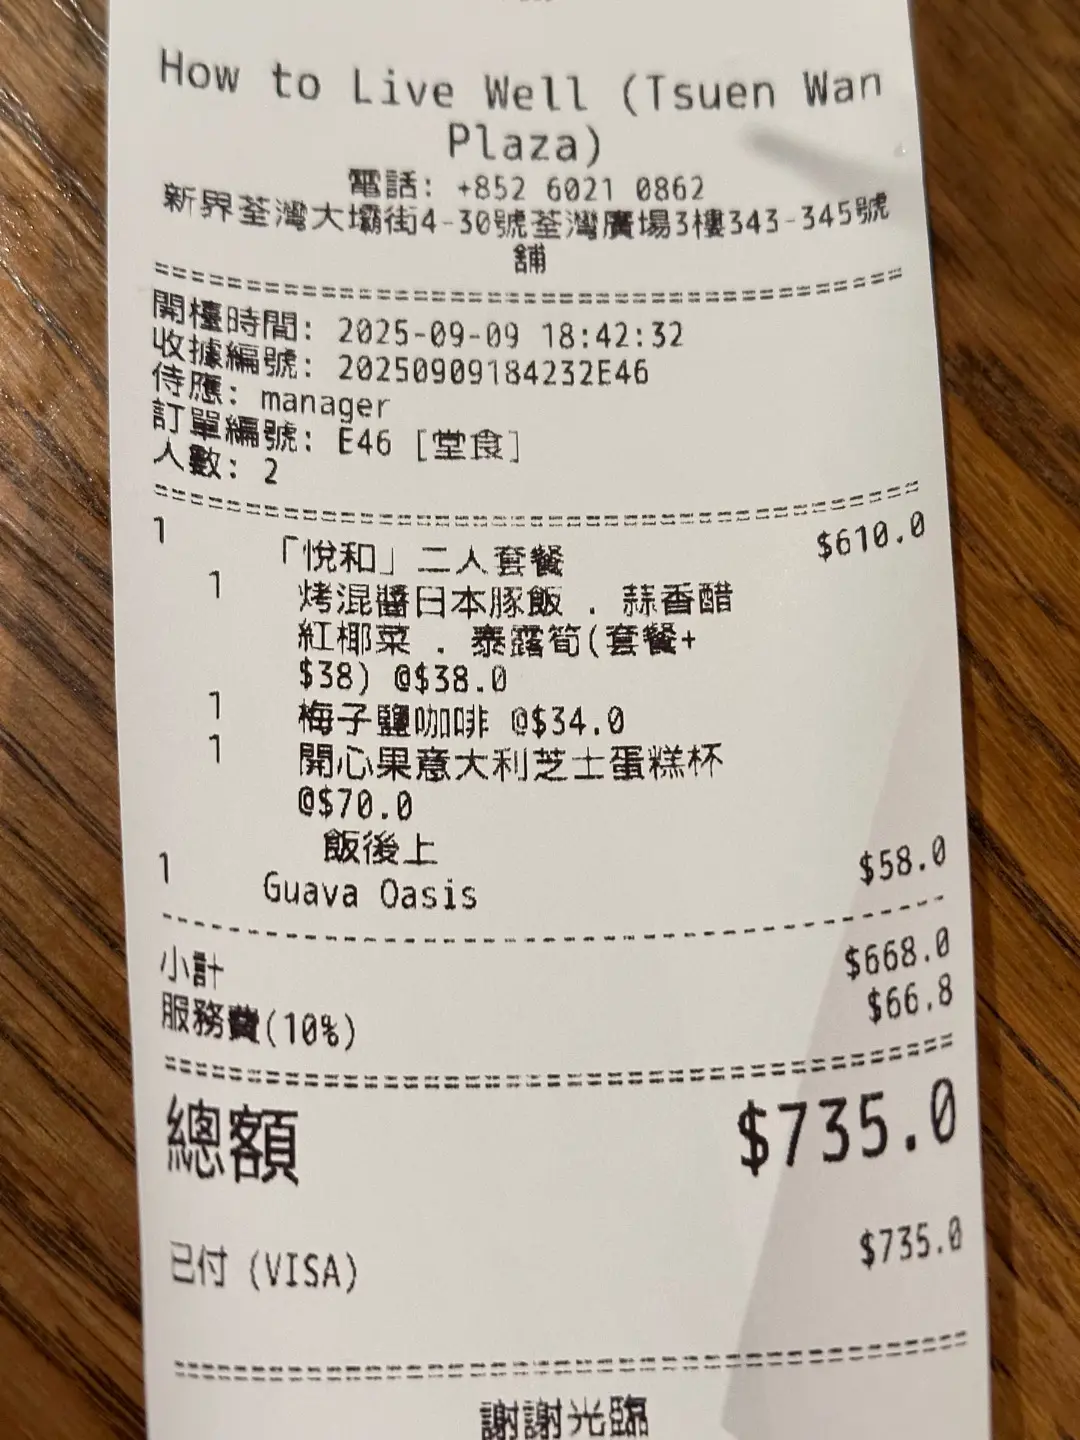 How to Live Well (Tsuen Wan
Plaza)
電話: +852 6021 0862
新界荃灣大壩街4-30號荃灣廣場3樓343-345號
舖
開檯時間: 2025-09-09 18:42:32
收據編號: 20250909184232E46
侍應: manager
訂單編號: E46 [堂食]
人數: 2
1 「悅和」二人套餐 $610.0
1 烤混醬日本豚飯 . 蒜香醋
紅椰菜 . 泰露筍(套餐+
$38) @$38.0
1 梅子鹽咖啡 @$34.0
1 開心果意大利芝士蛋糕杯
@$70.0
飯後上
1 Guava Oasis $58.0
小計 $668.0
服務費(10%) $66.8
總額 $735.0
已付 (VISA) $735.0
謝謝光臨